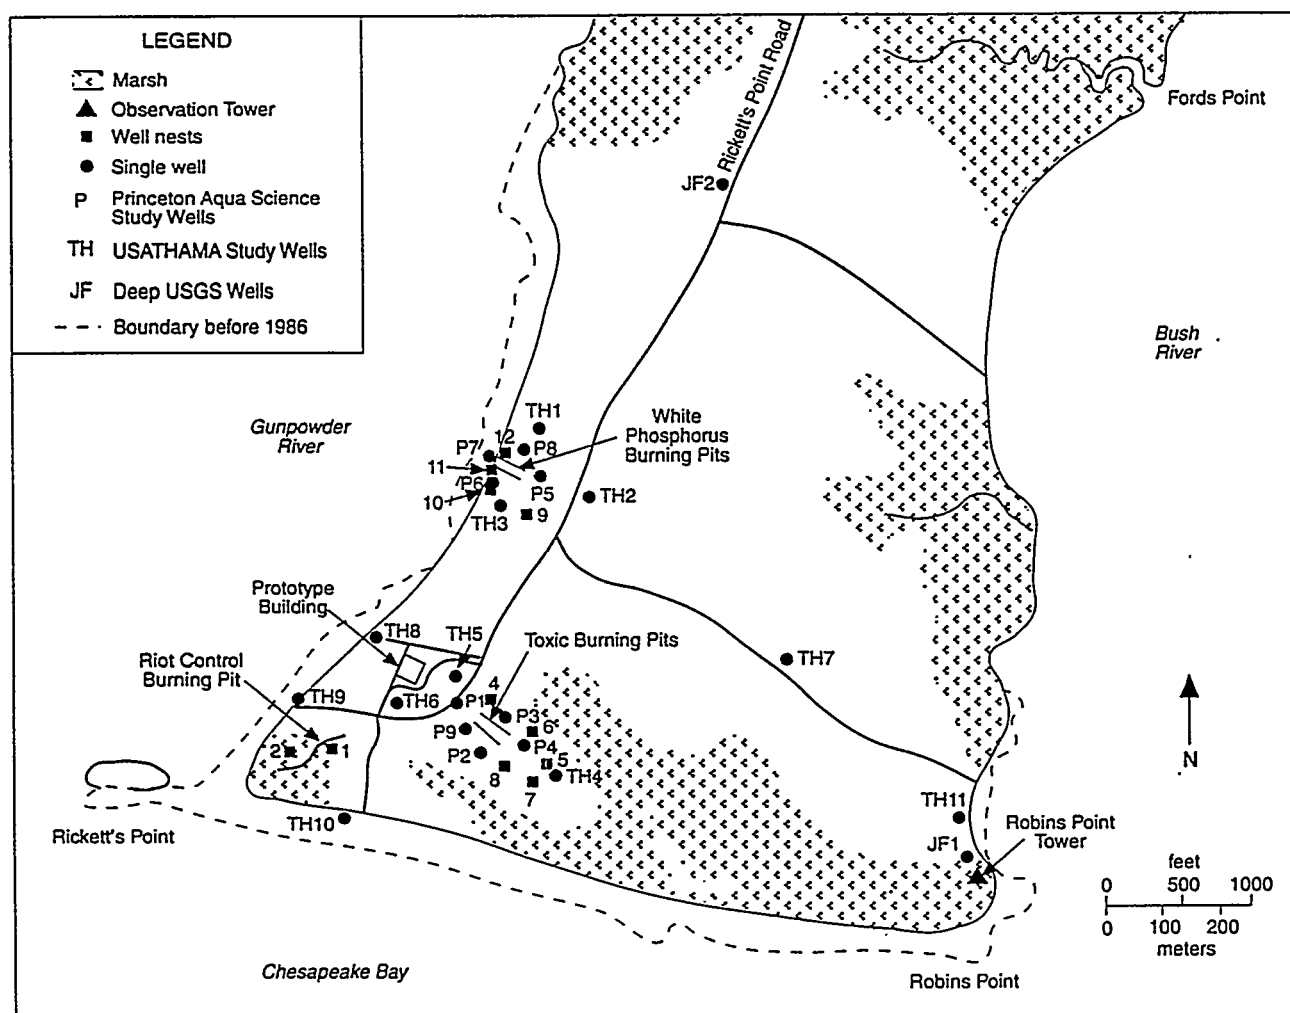 LEGEND
Marsh
Observation Tower
Well nests
Single well
P Princeton Aqua Science
Study Wells
TH USATHAMA Study Wells
JF Deep USGS Wells
Boundary before 1986
Rickett's Point Road
Fords Point
JF2
Bush
River
Gunpowder
River
TH1
White
Phosphorus
Burning Pits
12
P7
P8
11
P6
P5
10
TH2
TH3
9
Prototype
Building
TH8
TH5
Toxic Burning Pits
TH7
Riot Control
Burning Pit
TH9
TH6
P1
4
P3
P9
6
P4
2
1
P2
5
8
TH4
7
N
TH10
TH11
Rickett's Point
JF1
Robins Point
Tower
feet
0 500 1000
0 100 200
meters
Chesapeake Bay
Robins Point